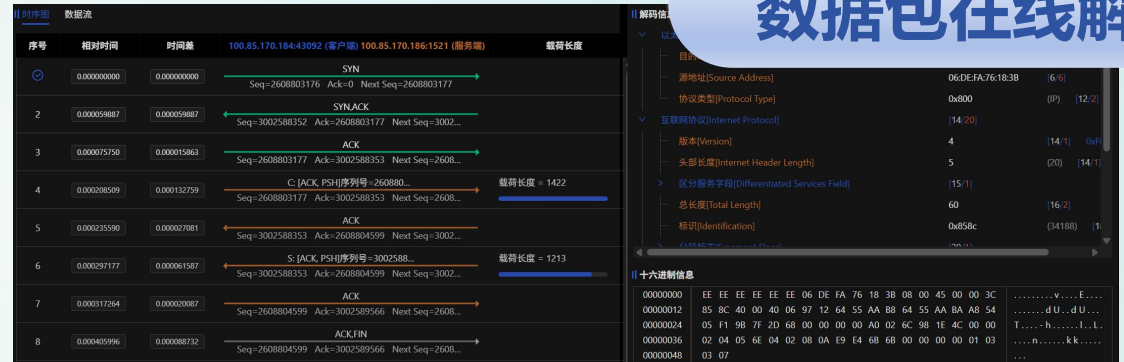 时序图 数据流
序号 相对时间 时间差 100.85.170.184:43092 (客户端) 100.85.170.186:1521 (服务端) 载荷长度
0.000000000 0.000000000 SYN
Seq=2608803176 Ack=0 Next Seq=2608803177
2 0.000059887 0.000059887 SYN,ACK
Seq=3002588352 Ack=2608803177 Next Seq=3002...
3 0.000075750 0.000015863 ACK
Seq=2608803177 Ack=3002588353 Next Seq=2608...
4 0.000208509 0.000132759 C: [ACK, PSH]序列号=260880... 载荷长度 = 1422
Seq=2608803177 Ack=3002588353 Next Seq=2608...
5 0.000235590 0.000027081 ACK
Seq=3002588353 Ack=2608804599 Next Seq=3002...
6 0.000297177 0.000061587 S: [ACK, PSH]序列号=3002588... 载荷长度 = 1213
Seq=3002588353 Ack=2608804599 Next Seq=3002...
7 0.000317264 0.000020087 ACK
Seq=2608804599 Ack=3002589566 Next Seq=2608...
8 0.000405996 0.000088732 ACK,FIN
Seq=2608804599 Ack=3002589566 Next Seq=2608...
数据包在线解
解码信
源地址[Source Address] 06:DE:FA:76:18:3B [6/6]
协议类型[Protocol Type] 0x800 (IP) [12/2]
互联网协议[Internet Protocol] [14/20]
版本[Version] 4 [14/1]
头部长度[Internet Header Length] 5 (20) [14/1]
区分服务字段[Differentiated Services Field] [15/1]
总长度[Total Length] 60 [16/2]
标识[Identification] 0x858c (34188)
十六进制信息
00000000 EE EE EE EE EE EE 06 DE FA 76 18 3B 08 00 45 00 00 3C .........v....E....
00000012 85 8C 40 00 40 06 97 12 64 55 AA B8 64 55 AA BA A8 54
00000024 05 F1 9B 7F 2D 68 00 00 00 00 A0 02 6C 98 1E 4C 00 00
00000036 02 04 05 6E 04 02 08 0A E9 E4 6B 6B 00 00 00 00 01 03
00000048 03 07 ...